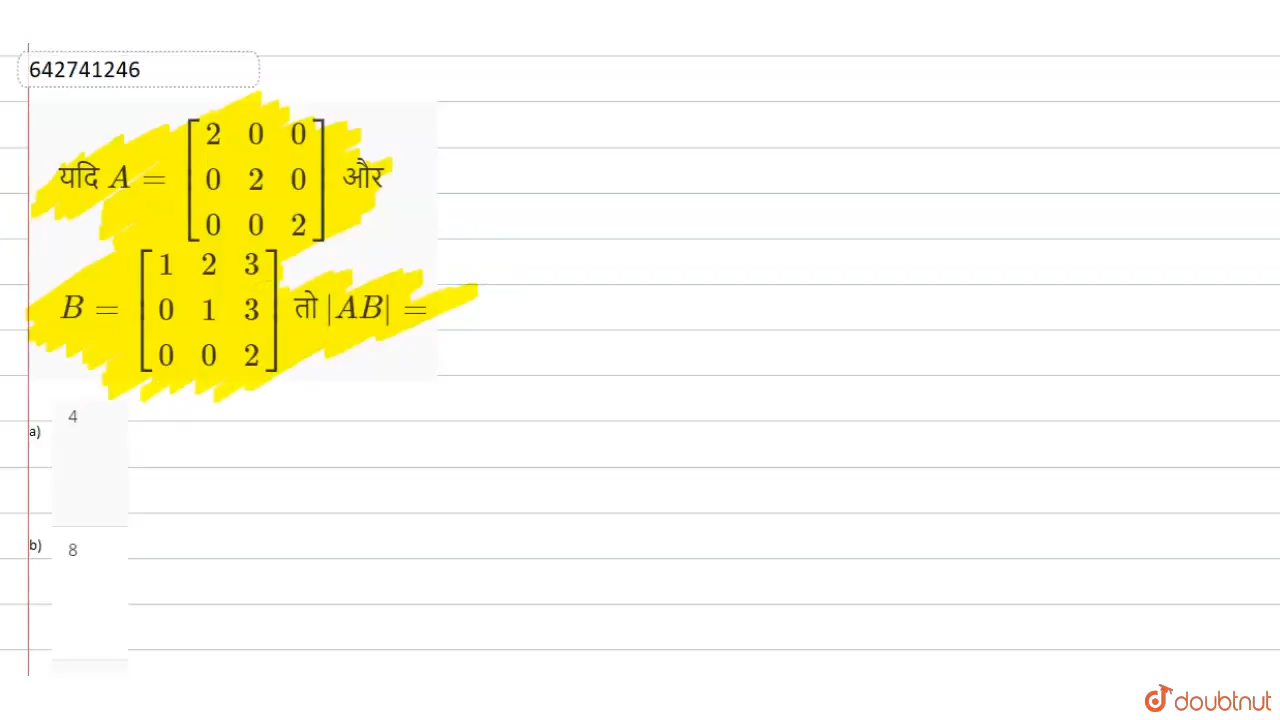 642741246
यदि A = [2 0 0
0 2 0
0 0 2] और
B = [1 2 3
0 1 3
0 0 2] तो |AB| =
a) 4
b) 8
doubtnut